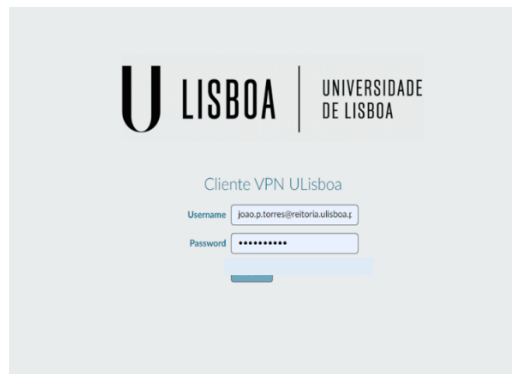 U LISBOA
UNIVERSIDADE
DE LISBOA
Cliente VPN ULisboa
Username joao.p.torres@reitoria.ulisboa.p
Password ••••••••••